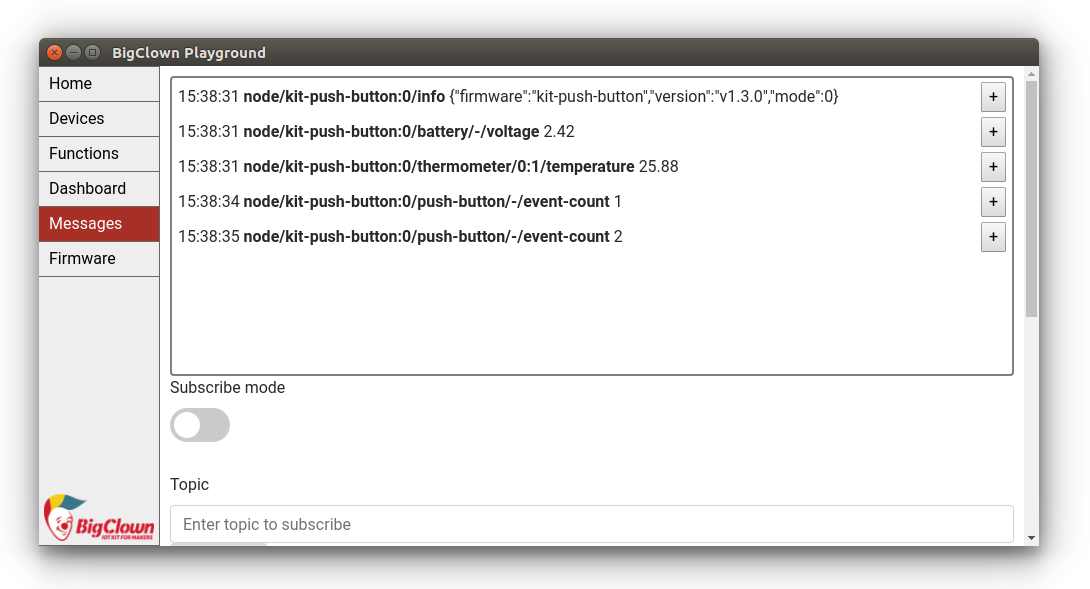 BigClown Playground
Home
Devices
Functions
Dashboard
Messages
Firmware
15:38:31 node/kit-push-button:0/info {"firmware":"kit-push-button","version":"v1.3.0","mode":0} +
15:38:31 node/kit-push-button:0/battery/-/voltage 2.42 +
15:38:31 node/kit-push-button:0/thermometer/0:1/temperature 25.88 +
15:38:34 node/kit-push-button:0/push-button/-/event-count 1 +
15:38:35 node/kit-push-button:0/push-button/-/event-count 2 +
Subscribe mode
Topic
Enter topic to subscribe
BigClown
IOT KIT FOR MAKERS